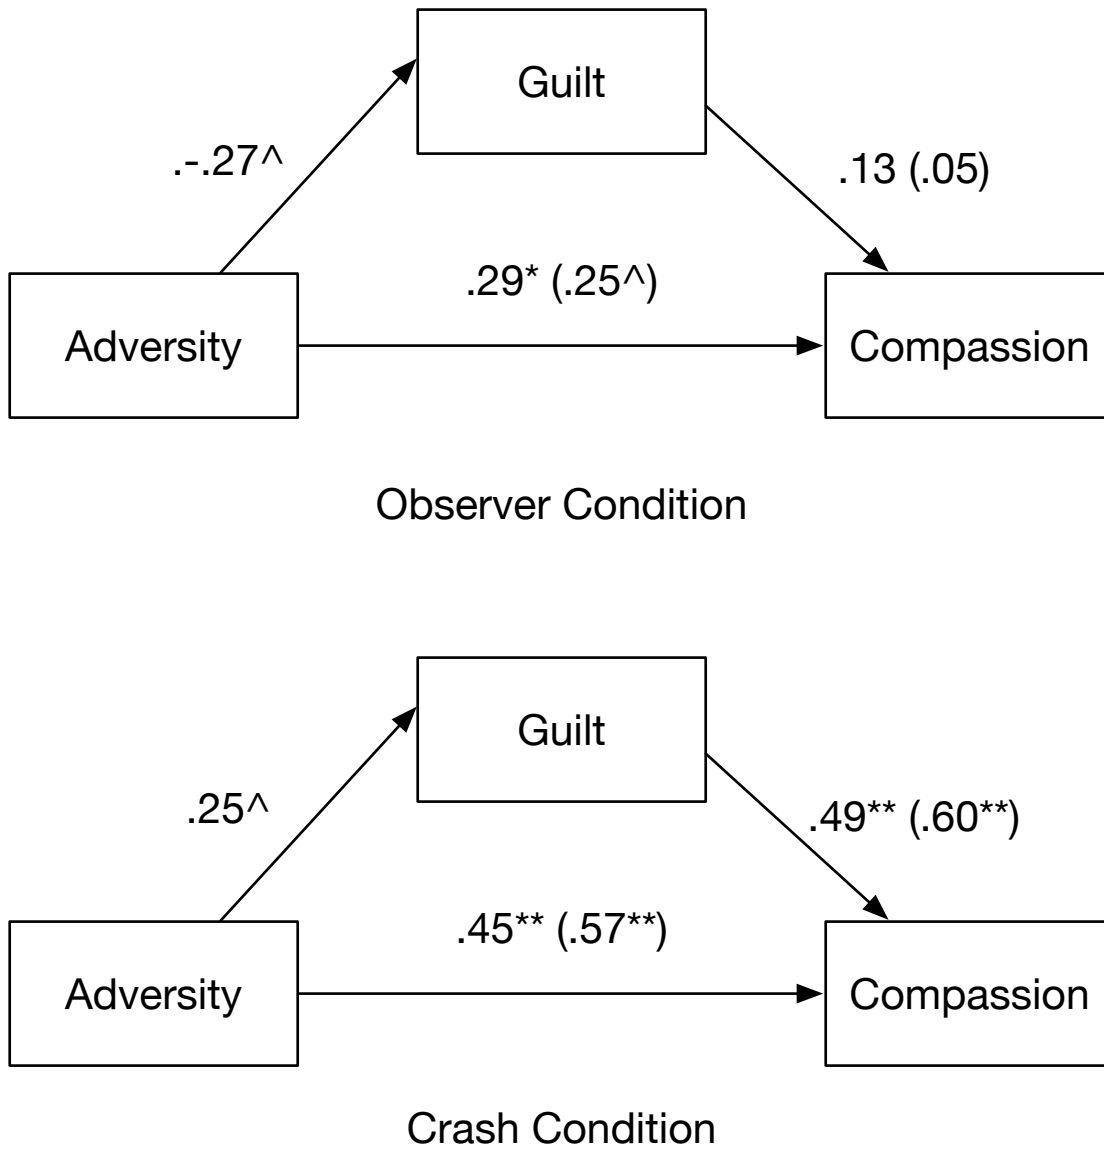 Guilt
.-.27^
.13 (.05)
.29* (.25^)
Adversity
Compassion
Observer Condition
Guilt
.25^
.49** (.60**)
.45** (.57**)
Adversity
Compassion
Crash Condition